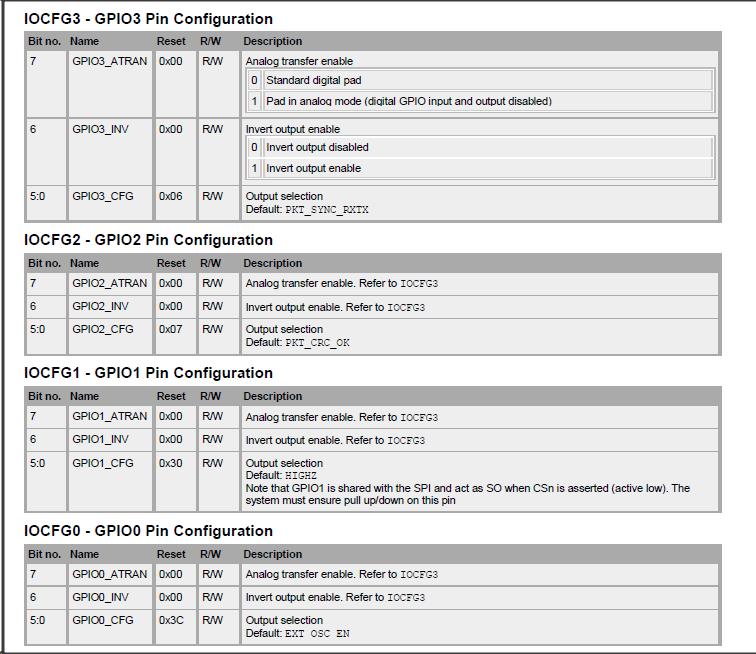 IOCFG3 - GPIO3 Pin Configuration
Bit no. Name Reset R/W Description
7 GPIO3_ATRAN 0x00 R/W Analog transfer enable
0 Standard digital pad
1 Pad in analog mode (digital GPIO input and output disabled)
6 GPIO3_INV 0x00 R/W Invert output enable
0 Invert output disabled
1 Invert output enable
5:0 GPIO3_CFG 0x06 R/W Output selection
Default: PKT_SYNC_RXTX
IOCFG2 - GPIO2 Pin Configuration
Bit no. Name Reset R/W Description
7 GPIO2_ATRAN 0x00 R/W Analog transfer enable. Refer to IOCFG3
6 GPIO2_INV 0x00 R/W Invert output enable. Refer to IOCFG3
5:0 GPIO2_CFG 0x07 R/W Output selection
Default: PKT_CRC_OK
IOCFG1 - GPIO1 Pin Configuration
Bit no. Name Reset R/W Description
7 GPIO1_ATRAN 0x00 R/W Analog transfer enable. Refer to IOCFG3
6 GPIO1_INV 0x00 R/W Invert output enable. Refer to IOCFG3
5:0 GPIO1_CFG 0x30 R/W Output selection
Default: HIGHZ
Note that GPIO1 is shared with the SPI and act as SO when CSn is asserted (active low). The
system must ensure pull up/down on this pin
IOCFG0 - GPIO0 Pin Configuration
Bit no. Name Reset R/W Description
7 GPIO0_ATRAN 0x00 R/W Analog transfer enable. Refer to IOCFG3
6 GPIO0_INV 0x00 R/W Invert output enable. Refer to IOCFG3
5:0 GPIO0_CFG 0x3C R/W Output selection
Default: EXT_OSC_EN